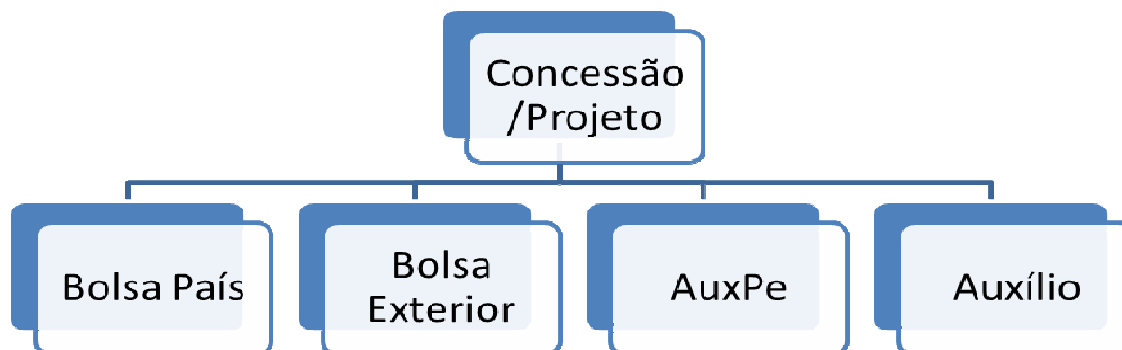 Concessão
/Projeto
Bolsa País
Bolsa
Exterior
AuxPe
Auxílio